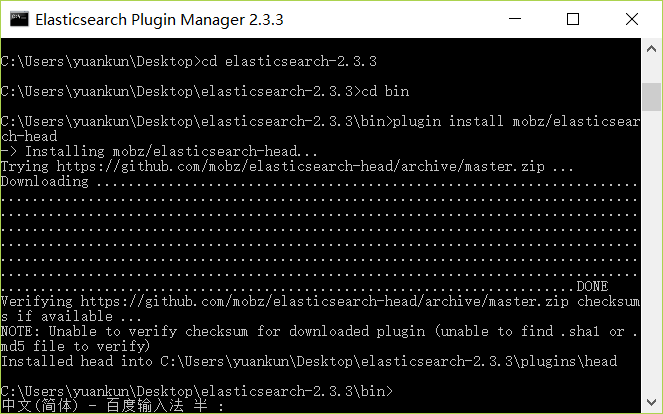 Elasticsearch Plugin Manager 2.3.3
C:\Users\yuankun\Desktop>cd elasticsearch-2.3.3
C:\Users\yuankun\Desktop\elasticsearch-2.3.3>cd bin
C:\Users\yuankun\Desktop\elasticsearch-2.3.3\bin>plugin install mobz/elasticsear
ch-head
-> Installing mobz/elasticsearch-head...
Trying https://github.com/mobz/elasticsearch-head/archive/master.zip ...
Downloading ....................................................................
................................................................................
................................................................................
................................................................................
................................................................................
................................................................................
................................................................................
........................................................................DONE
Verifying https://github.com/mobz/elasticsearch-head/archive/master.zip checksum
s if available ...
NOTE: Unable to verify checksum for downloaded plugin (unable to find .sha1 or .
md5 file to verify)
Installed head into C:\Users\yuankun\Desktop\elasticsearch-2.3.3\plugins\head
C:\Users\yuankun\Desktop\elasticsearch-2.3.3\bin>
中文(简体) - 百度输入法 半 :